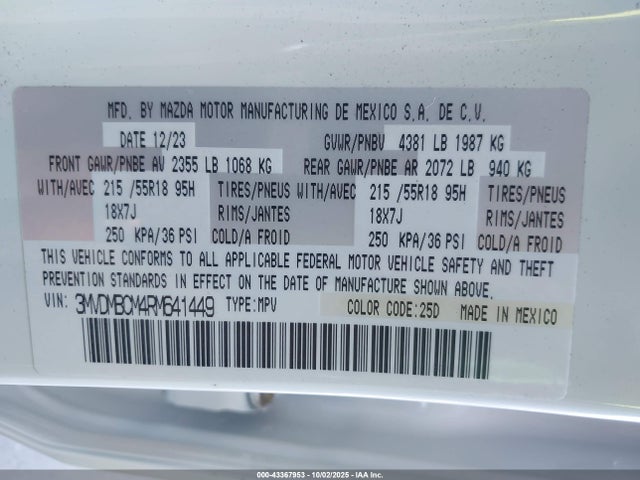 MFD. BY MAZDA MOTOR MANUFACTURING DE MEXICO S.A. DE C.V.
DATE 12/23 GVWR/PNBV 4381 LB 1987 KG
FRONT GAWR/PNBE AV 2355 LB 1068 KG REAR GAWR/PNBE AR 2072 LB 940 KG
WITH/AVEC 215 /55R18 95H TIRES/PNEUS WITH/AVEC 215 /55R18 95H TIRES/PNEUS
18X7J RIMS/JANTES 18X7J RIMS/JANTES
250 KPA/36 PSI COLD/A FROID 250 KPA/36 PSI COLD/A FROID
THIS VEHICLE CONFORMS TO ALL APPLICABLE FEDERAL MOTOR VEHICLE SAFETY AND THEFT
PREVENTION STANDARDS IN EFFECT ON THE DATE OF MANUFACTURE SHOWN ABOVE.
VIN: 3MVDMBCM4RM641449 TYPE:MPV COLOR CODE:25D MADE IN MEXICO
000-43367953 | 10/02/2025 - Copyright © IAA, LLC.